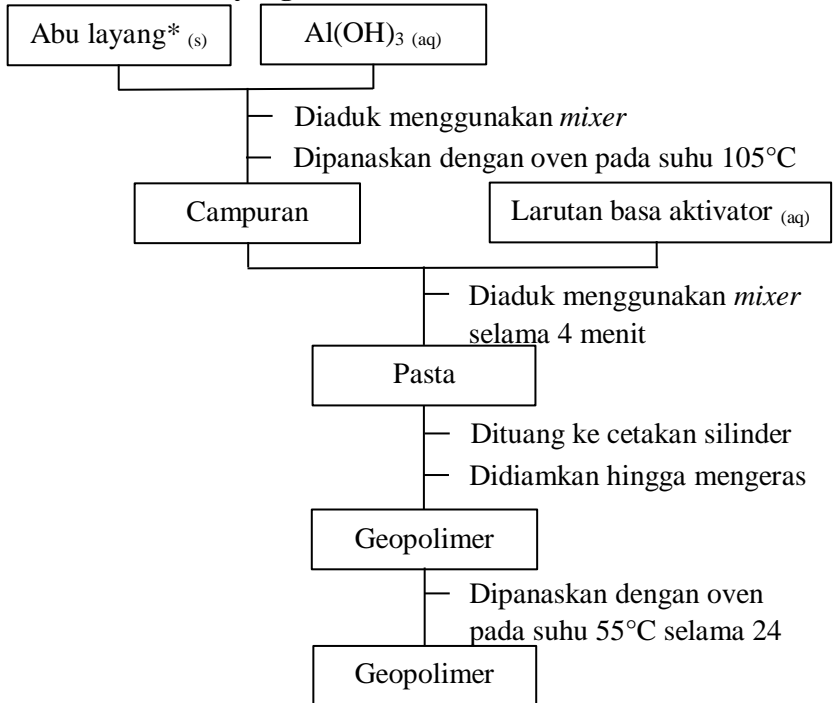 Abu layang* (s)
Al(OH)3 (aq)
Diaduk menggunakan mixer
Dipanaskan dengan oven pada suhu 105°C
Campuran
Larutan basa aktivator (aq)
Diaduk menggunakan mixer
selama 4 menit
Pasta
Dituang ke cetakan silinder
Didiamkan hingga mengeras
Geopolimer
Dipanaskan dengan oven
pada suhu 55°C selama 24
Geopolimer